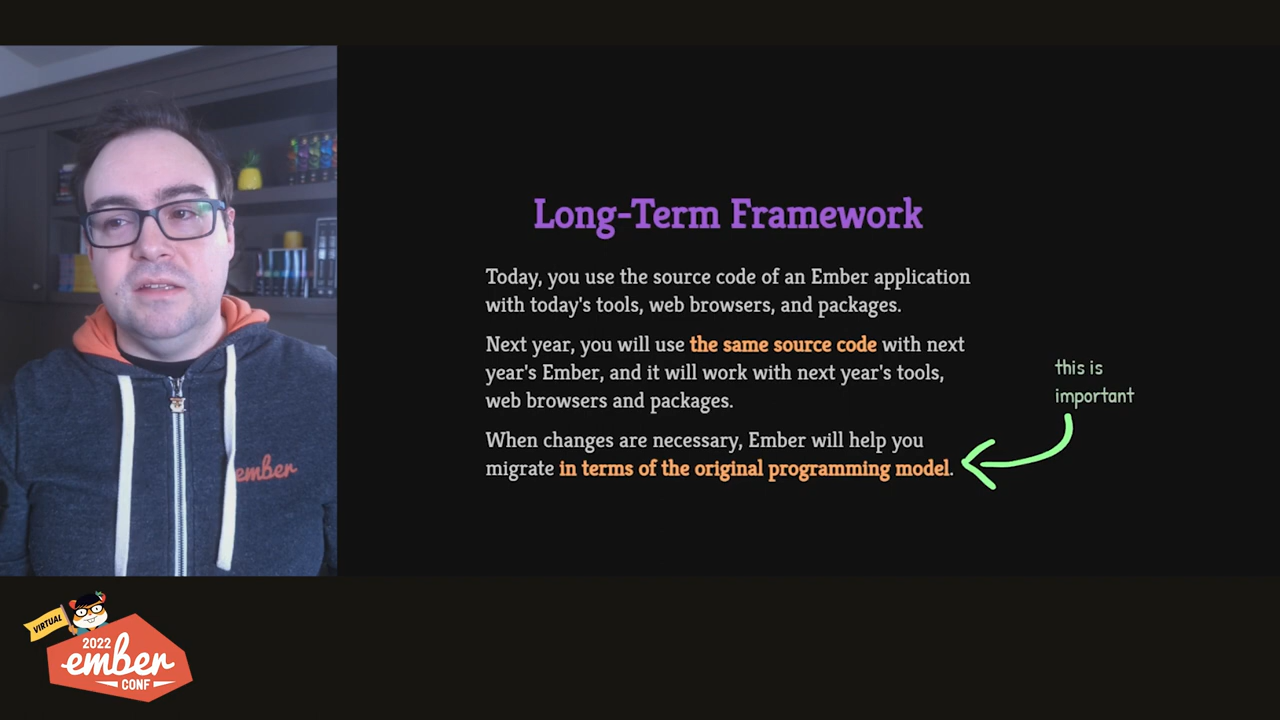 Long-Term Framework
Today, you use the source code of an Ember application
with today's tools, web browsers, and packages.
Next year, you will use the same source code with next
year's Ember, and it will work with next year's tools,
web browsers and packages.
When changes are necessary, Ember will help you
migrate in terms of the original programming model.
this is
important
ember
VIRTUAL
2022
ember
CONF